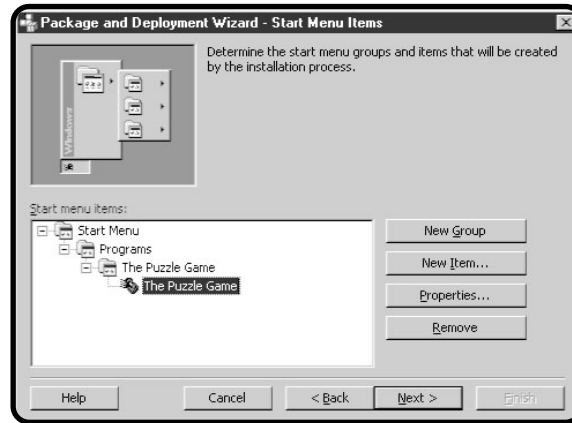 Package and Deployment Wizard - Start Menu Items
Determine the start menu groups and items that will be created
by the installation process.
Windows
Start menu items:
Start Menu
Programs
The Puzzle Game
The Puzzle Game
New Group
New Item...
Properties...
Remove
Help
Cancel
< Back
Next >
Finish